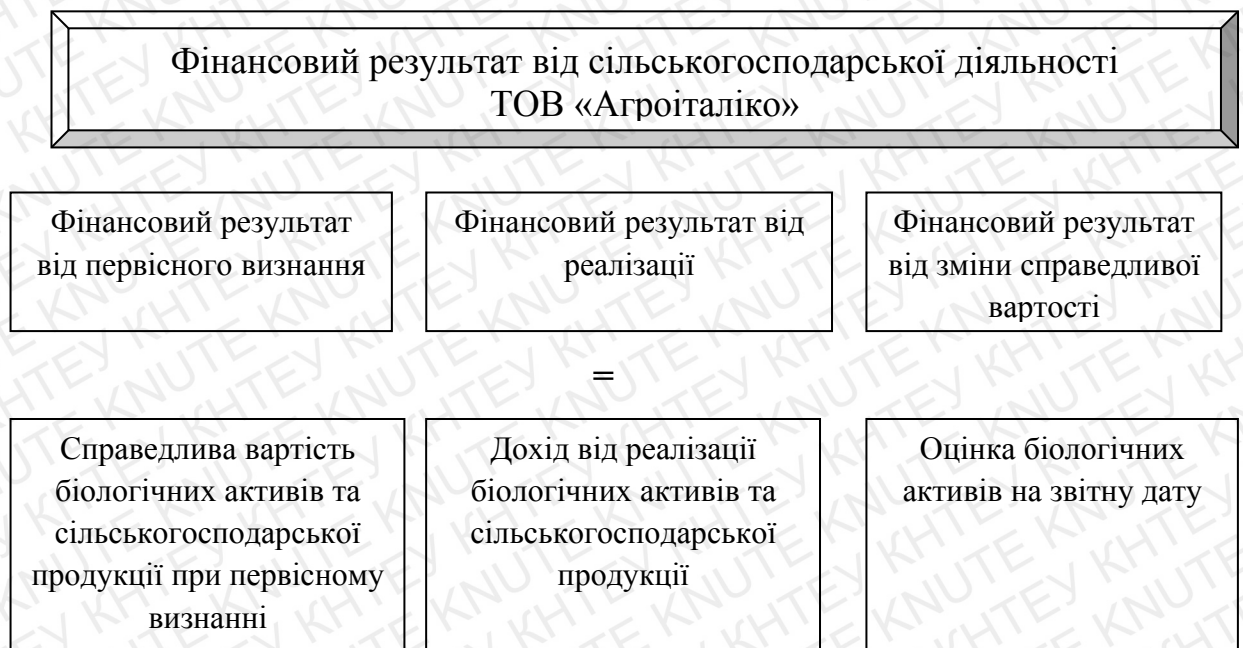 Фінансовий результат від сільськогосподарської діяльності
ТОВ «Агроіталіко»
Фінансовий результат
від первісного визнання
Фінансовий результат від
реалізації
Фінансовий результат
від зміни справедливої
вартості
=
Справедлива вартість
біологічних активів та
сільськогосподарської
продукції при первісному
визнанні
Дохід від реалізації
біологічних активів та
сільськогосподарської
продукції
Оцінка біологічних
активів на звітну дату